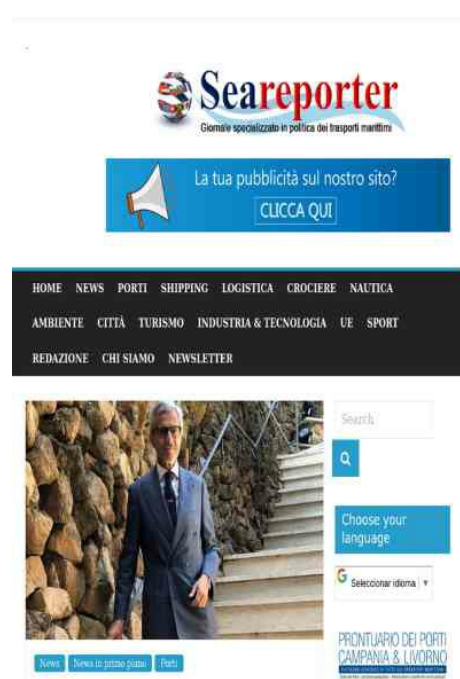 Seareporter
Giornale specializzato in politica dei trasporti marittimi
La tua pubblicità sul nostro sito?
CLICCA QUI
HOME NEWS PORTI SHIPPING LOGISTICA CROCIERE NAUTICA
AMBIENTE CITTÀ TURISMO INDUSTRIA & TECNOLOGIA UE SPORT
REDAZIONE CHI SIAMO NEWSLETTER
Search
Choose your
language
G Seleccionar idioma ▼
News News in primo piano Porti
PRONTUARIO DEI PORTI
CAMPANIA & LIVORNO